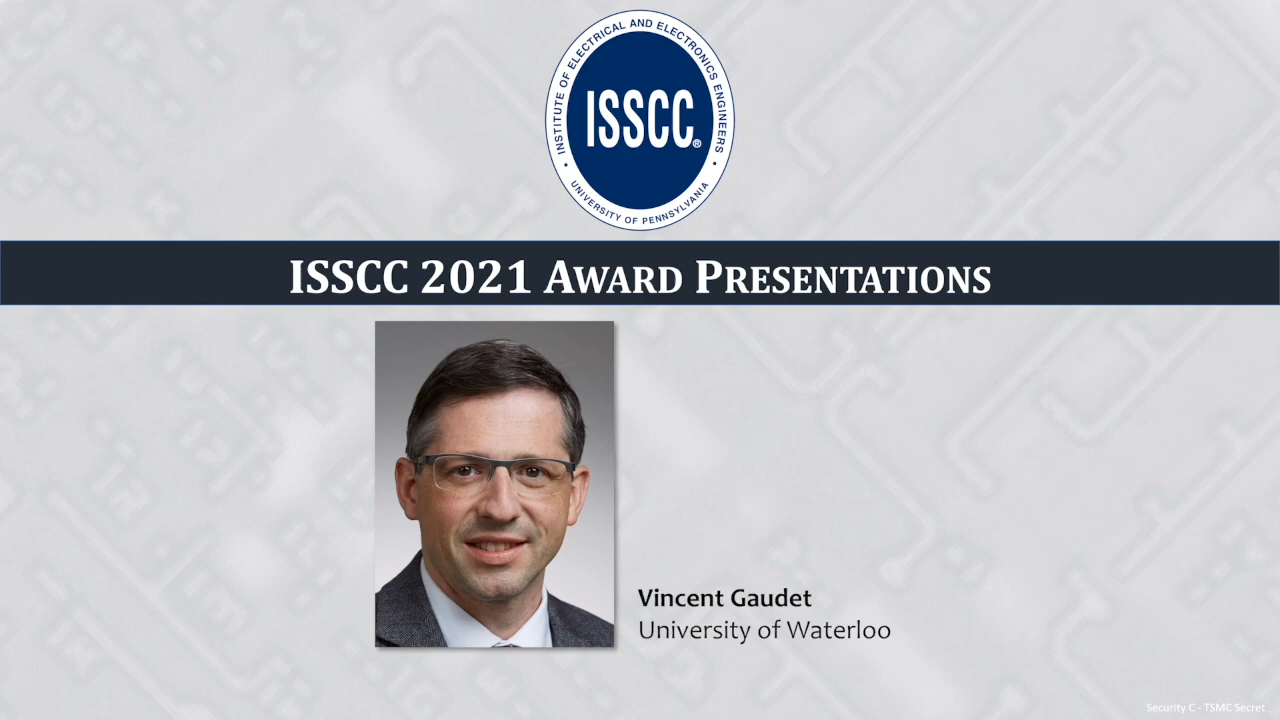 INSTITUTE OF ELECTRICAL AND ELECTRONICS ENGINEERS
ISSCC®
UNIVERSITY OF PENNSYLVANIA
ISSCC 2021 AWARD PRESENTATIONS
Vincent Gaudet
University of Waterloo
Security C - TSMC Secret